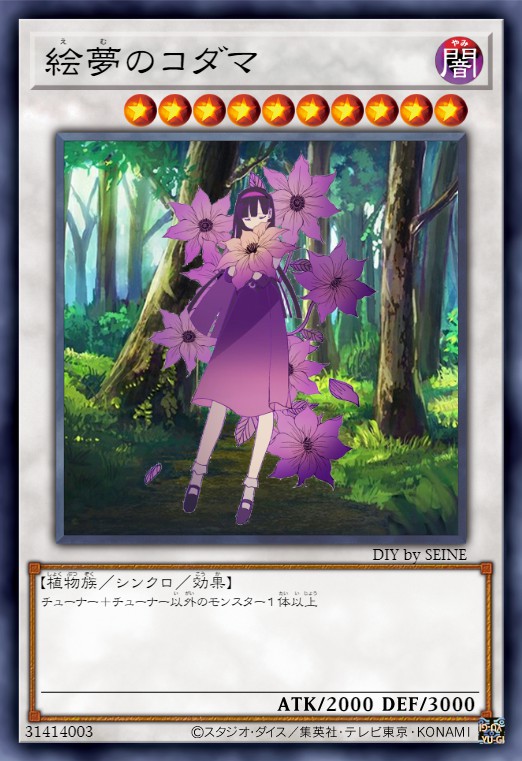 絵夢のコダマ
闇
DIY by SEINE
【植物族／シンクロ／効果】
チューナー＋チューナー以外のモンスター１体以上
ATK/2000 DEF/3000
31414003 ©スタジオ・ダイス／集英社・テレビ東京・KONAMI